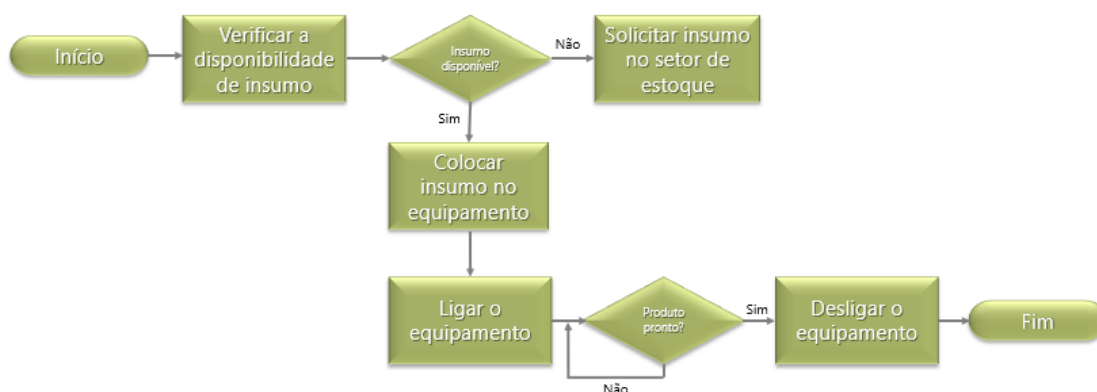 Início
Verificar a
disponibilidade
de insumo
Insumo
disponível?
Não
Solicitar insumo
no setor de
estoque
Sim
Colocar
insumo no
equipamento
Ligar o
equipamento
Produto
pronto?
Sim
Não
Desligar o
equipamento
Fim